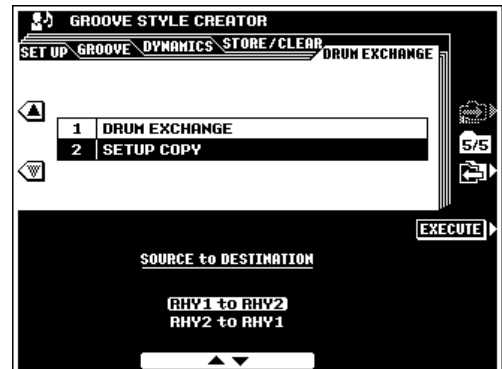 GROOVE STYLE CREATOR
SET UP GROOVE DYNAMICS STORE/CLEAR DRUM EXCHANGE
1 DRUM EXCHANGE
2 SETUP COPY
5/5
EXECUTE
SOURCE to DESTINATION
RHY1 to RHY2
RHY2 to RHY1